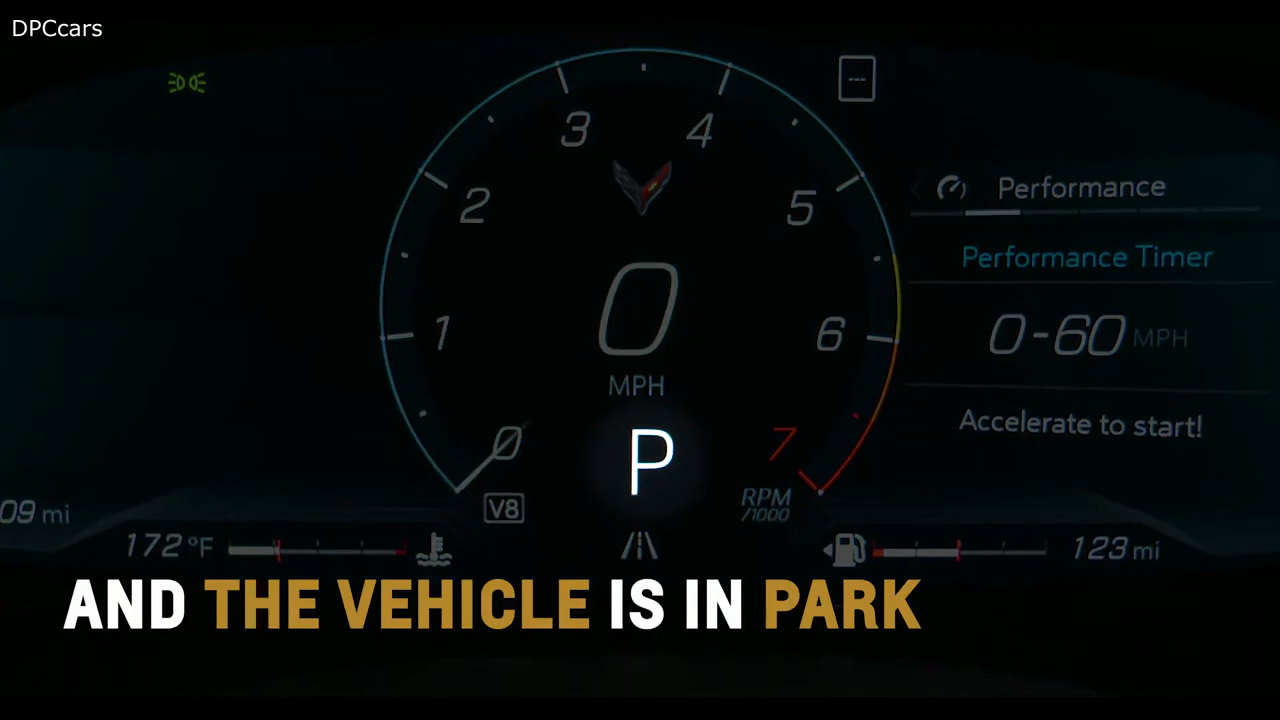 DPCcars
---
3 4
2 5
1 6
0 7
0
MPH
P
V8
RPM
/1000
Performance
Performance Timer
0-60 MPH
Accelerate to start!
09 mi
172 °F
123 mi
AND THE VEHICLE IS IN PARK